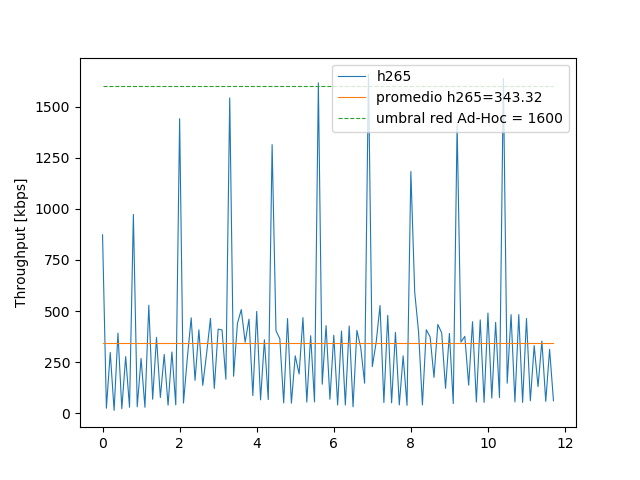 h265
promedio h265=343.32
umbral red Ad-Hoc = 1600
Throughput [kbps]
1500
1250
1000
750
500
250
0
0 2 4 6 8 10 12